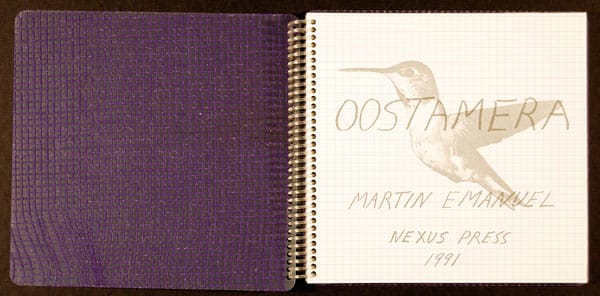 OOSTAMERA
MARTIN EMANUEL
NEXUS PRESS
1991